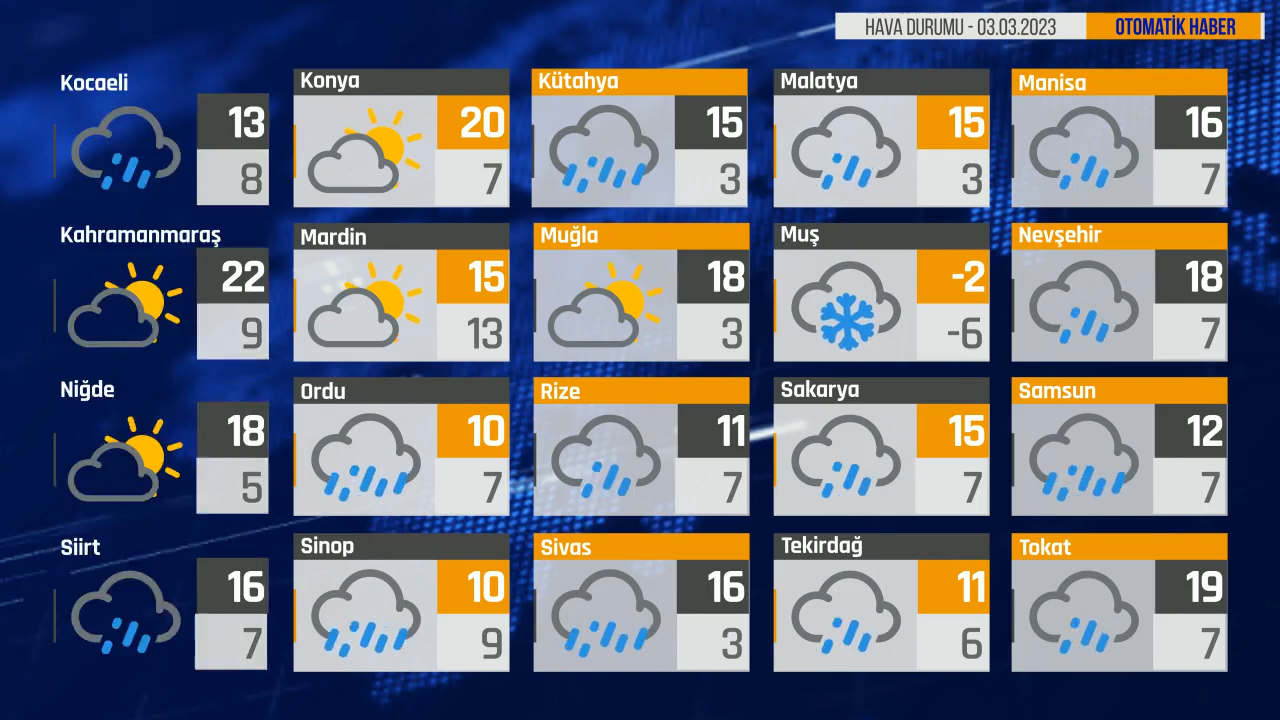 HAVA DURUMU - 03.03.2023 OTOMATİK HABER
Kocaeli
13
8
Konya
20
7
Kütahya
15
3
Malatya
15
3
Manisa
16
7
Kahramanmaraş
22
9
Mardin
15
13
Muğla
18
3
Muş
-2
-6
Nevşehir
18
7
Niğde
18
5
Ordu
10
7
Rize
11
7
Sakarya
15
7
Samsun
12
7
Siirt
16
7
Sinop
10
9
Sivas
16
3
Tekirdağ
11
6
Tokat
19
7